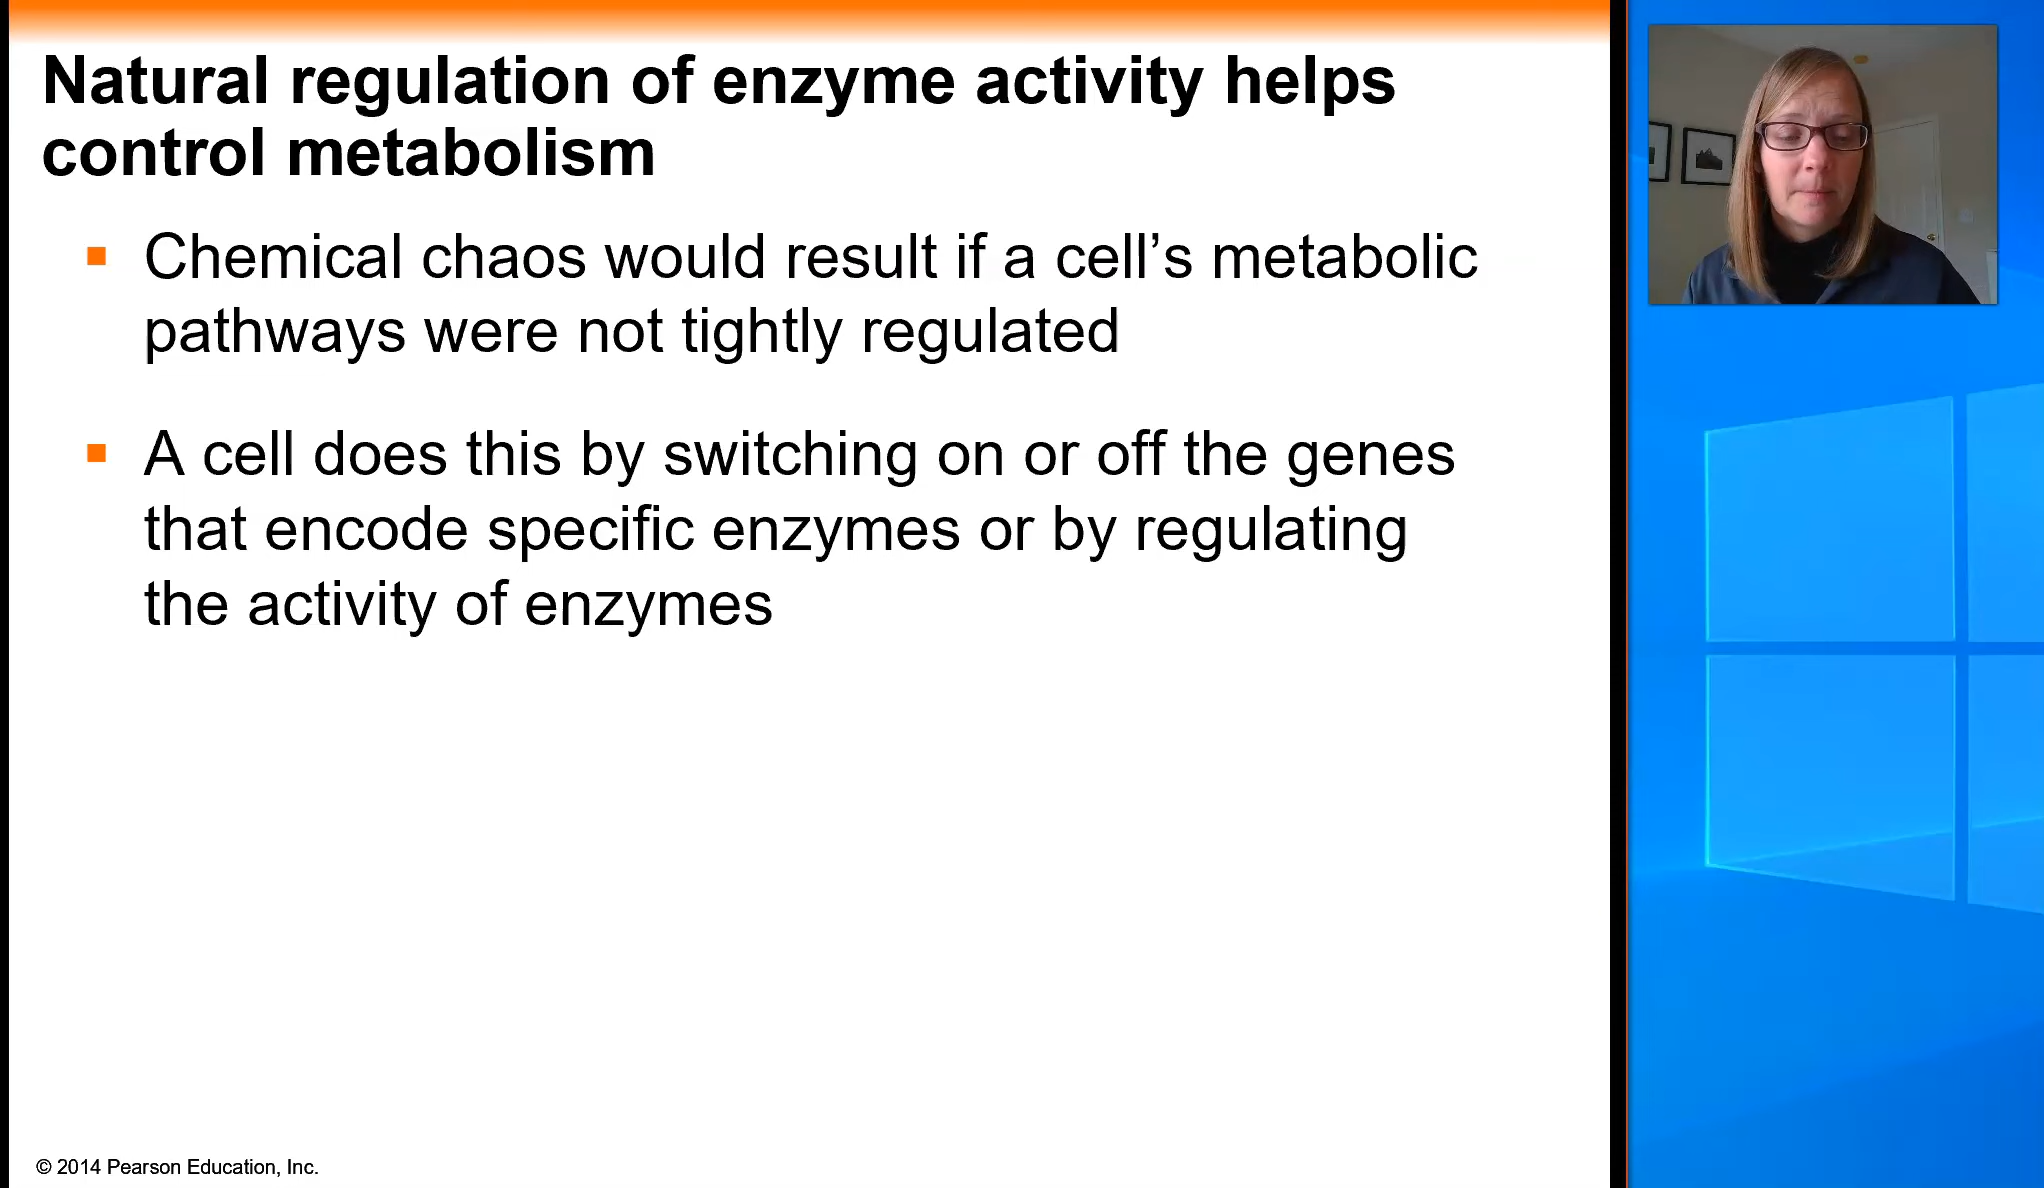 Natural regulation of enzyme activity helps
control metabolism
▪ Chemical chaos would result if a cell’s metabolic
pathways were not tightly regulated
▪ A cell does this by switching on or off the genes
that encode specific enzymes or by regulating
the activity of enzymes
© 2014 Pearson Education, Inc.